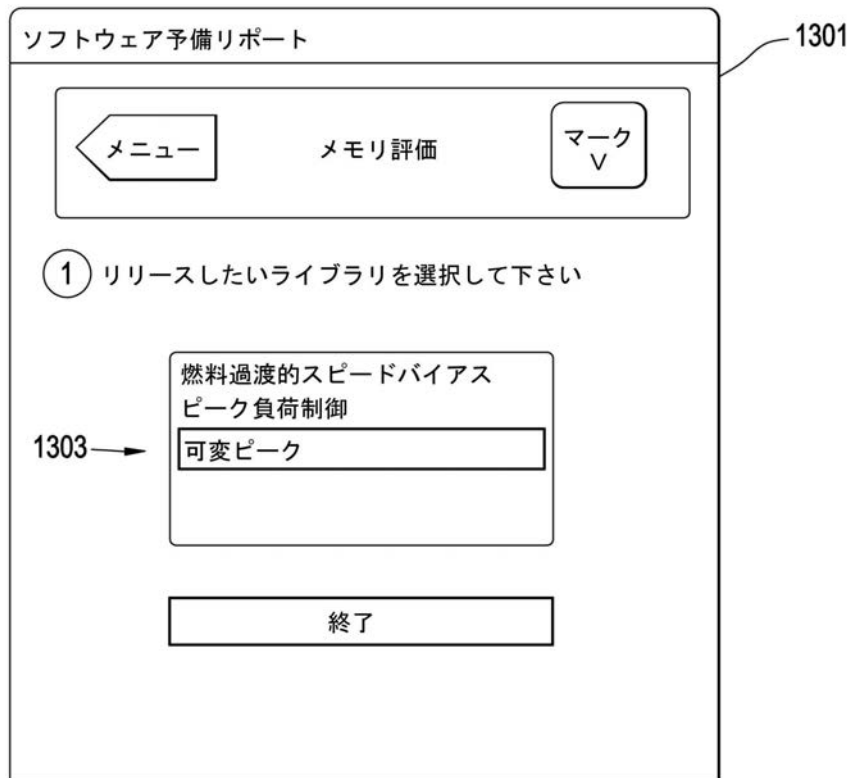 ソフトウェア予備リポート
1301
メニュー
メモリ評価
マーク
V
1 リリースしたいライブラリを選択して下さい
燃料過渡的スピードバイアス
ピーク負荷制御
1303
可変ピーク
終了